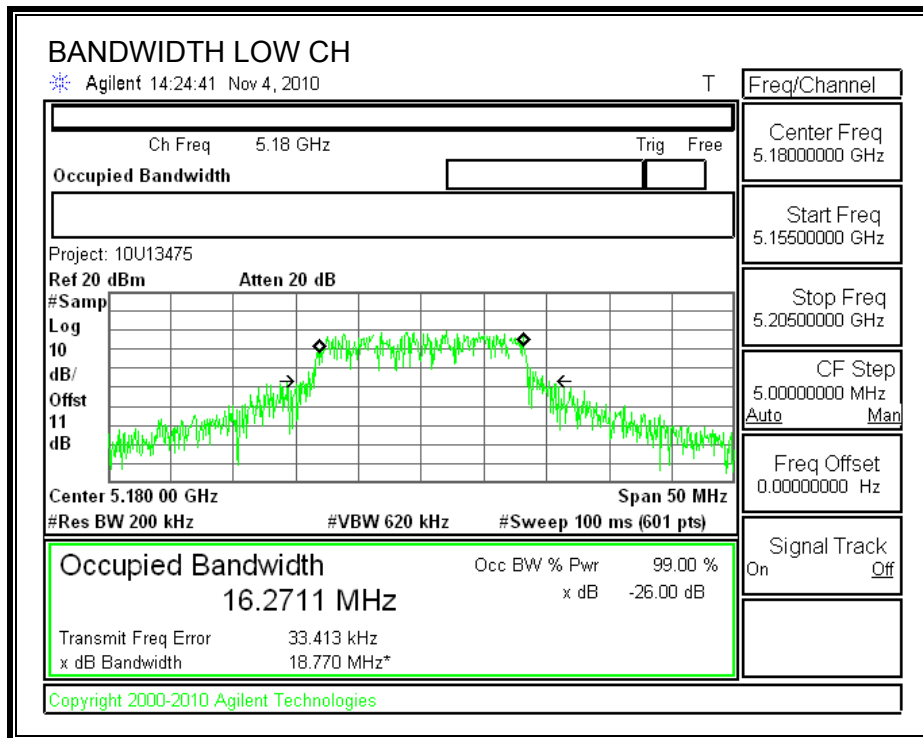 BANDWIDTH LOW CH
Agilent 14:24:41 Nov 4, 2010 T
Freq/Channel
Ch Freq 5.18 GHz Trig Free
Occupied Bandwidth
Center Freq
5.18000000 GHz
Start Freq
5.15500000 GHz
Stop Freq
5.20500000 GHz
CF Step
5.00000000 MHz
Auto Man
Freq Offset
0.00000000 Hz
Signal Track
On Off
Project: 10U13475
Ref 20 dBm Atten 20 dB
#Samp
Log
10
dB/
Offst
11
dB
Center 5.180 00 GHz Span 50 MHz
#Res BW 200 kHz #VBW 620 kHz #Sweep 100 ms (601 pts)
Occupied Bandwidth Occ BW % Pwr 99.00 %
16.2711 MHz x dB -26.00 dB
Transmit Freq Error 33.413 kHz
x dB Bandwidth 18.770 MHz*
Copyright 2000-2010 Agilent Technologies